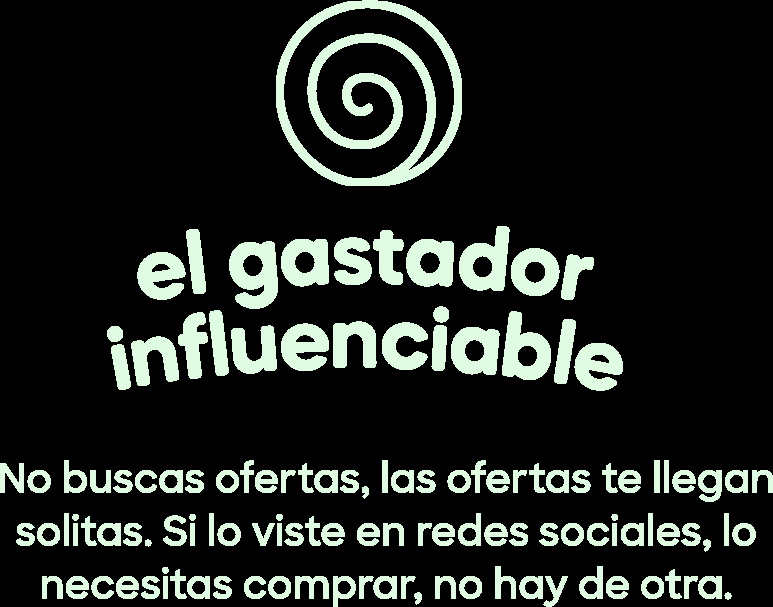 el gastador
influenciable
No buscas ofertas, las ofertas te llegan
solitas. Si lo viste en redes sociales, lo
necesitas comprar, no hay de otra.